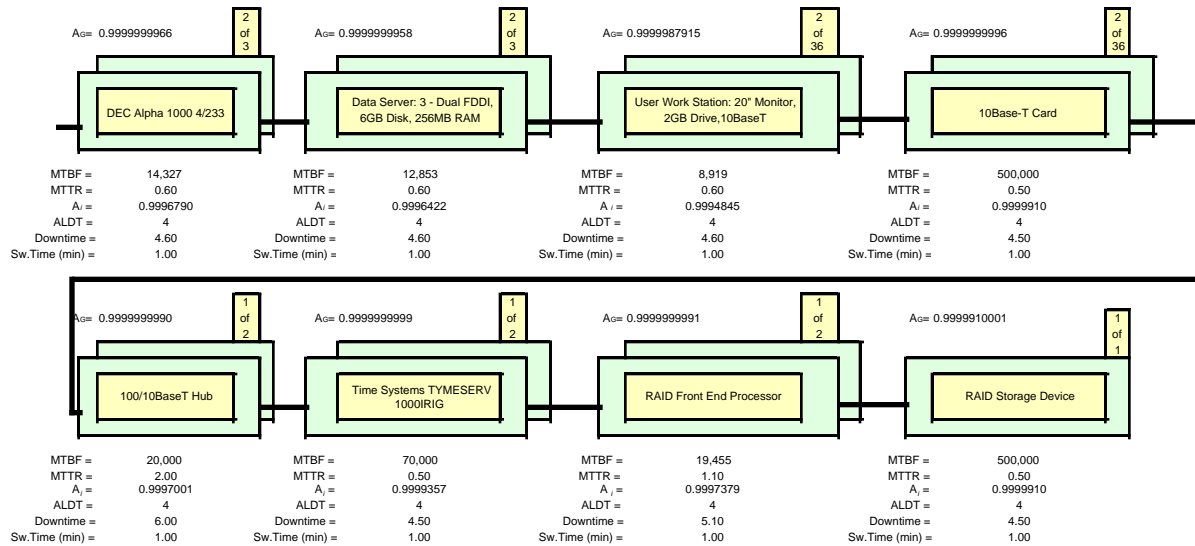 AG= 0.9999999966
2
of
3
AG= 0.9999999958
2
of
3
AG= 0.9999987915
2
of
36
AG= 0.9999999996
2
of
36
DEC Alpha 1000 4/233
Data Server: 3 - Dual FDDI,
6GB Disk, 256MB RAM
User Work Station: 20" Monitor,
2GB Drive,10BaseT
10Base-T Card
MTBF = 14,327 MTBF = 12,853 MTBF = 8,919 MTBF = 500,000
MTTR = 0.60 MTTR = 0.60 MTTR = 0.60 MTTR = 0.50
Ai = 0.9996790 Ai = 0.9996422 A i = 0.9994845 Ai = 0.9999910
ALDT = 4 ALDT = 4 ALDT = 4 ALDT = 4
Downtime = 4.60 Downtime = 4.60 Downtime = 4.60 Downtime = 4.50
Sw.Time (min) = 1.00 Sw.Time (min) = 1.00 Sw.Time (min) = 1.00 Sw.Time (min) = 1.00
AG= 0.9999999990
1
of
2
AG= 0.9999999999
1
of
2
AG= 0.9999999991
1
of
2
AG= 0.9999910001
1
of
1
100/10BaseT Hub
Time Systems TYMESERV
1000IRIG
RAID Front End Processor
RAID Storage Device
MTBF = 20,000 MTBF = 70,000 MTBF = 19,455 MTBF = 500,000
MTTR = 2.00 MTTR = 0.50 MTTR = 1.10 MTTR = 0.50
Ai = 0.9997001 Ai = 0.9999357 A i = 0.9997379 Ai = 0.9999910
ALDT = 4 ALDT = 4 ALDT = 4 ALDT = 4
Downtime = 6.00 Downtime = 4.50 Downtime = 5.10 Downtime = 4.50
Sw.Time (min) = 1.00 Sw.Time (min) = 1.00 Sw.Time (min) = 1.00 Sw.Time (min) = 1.00